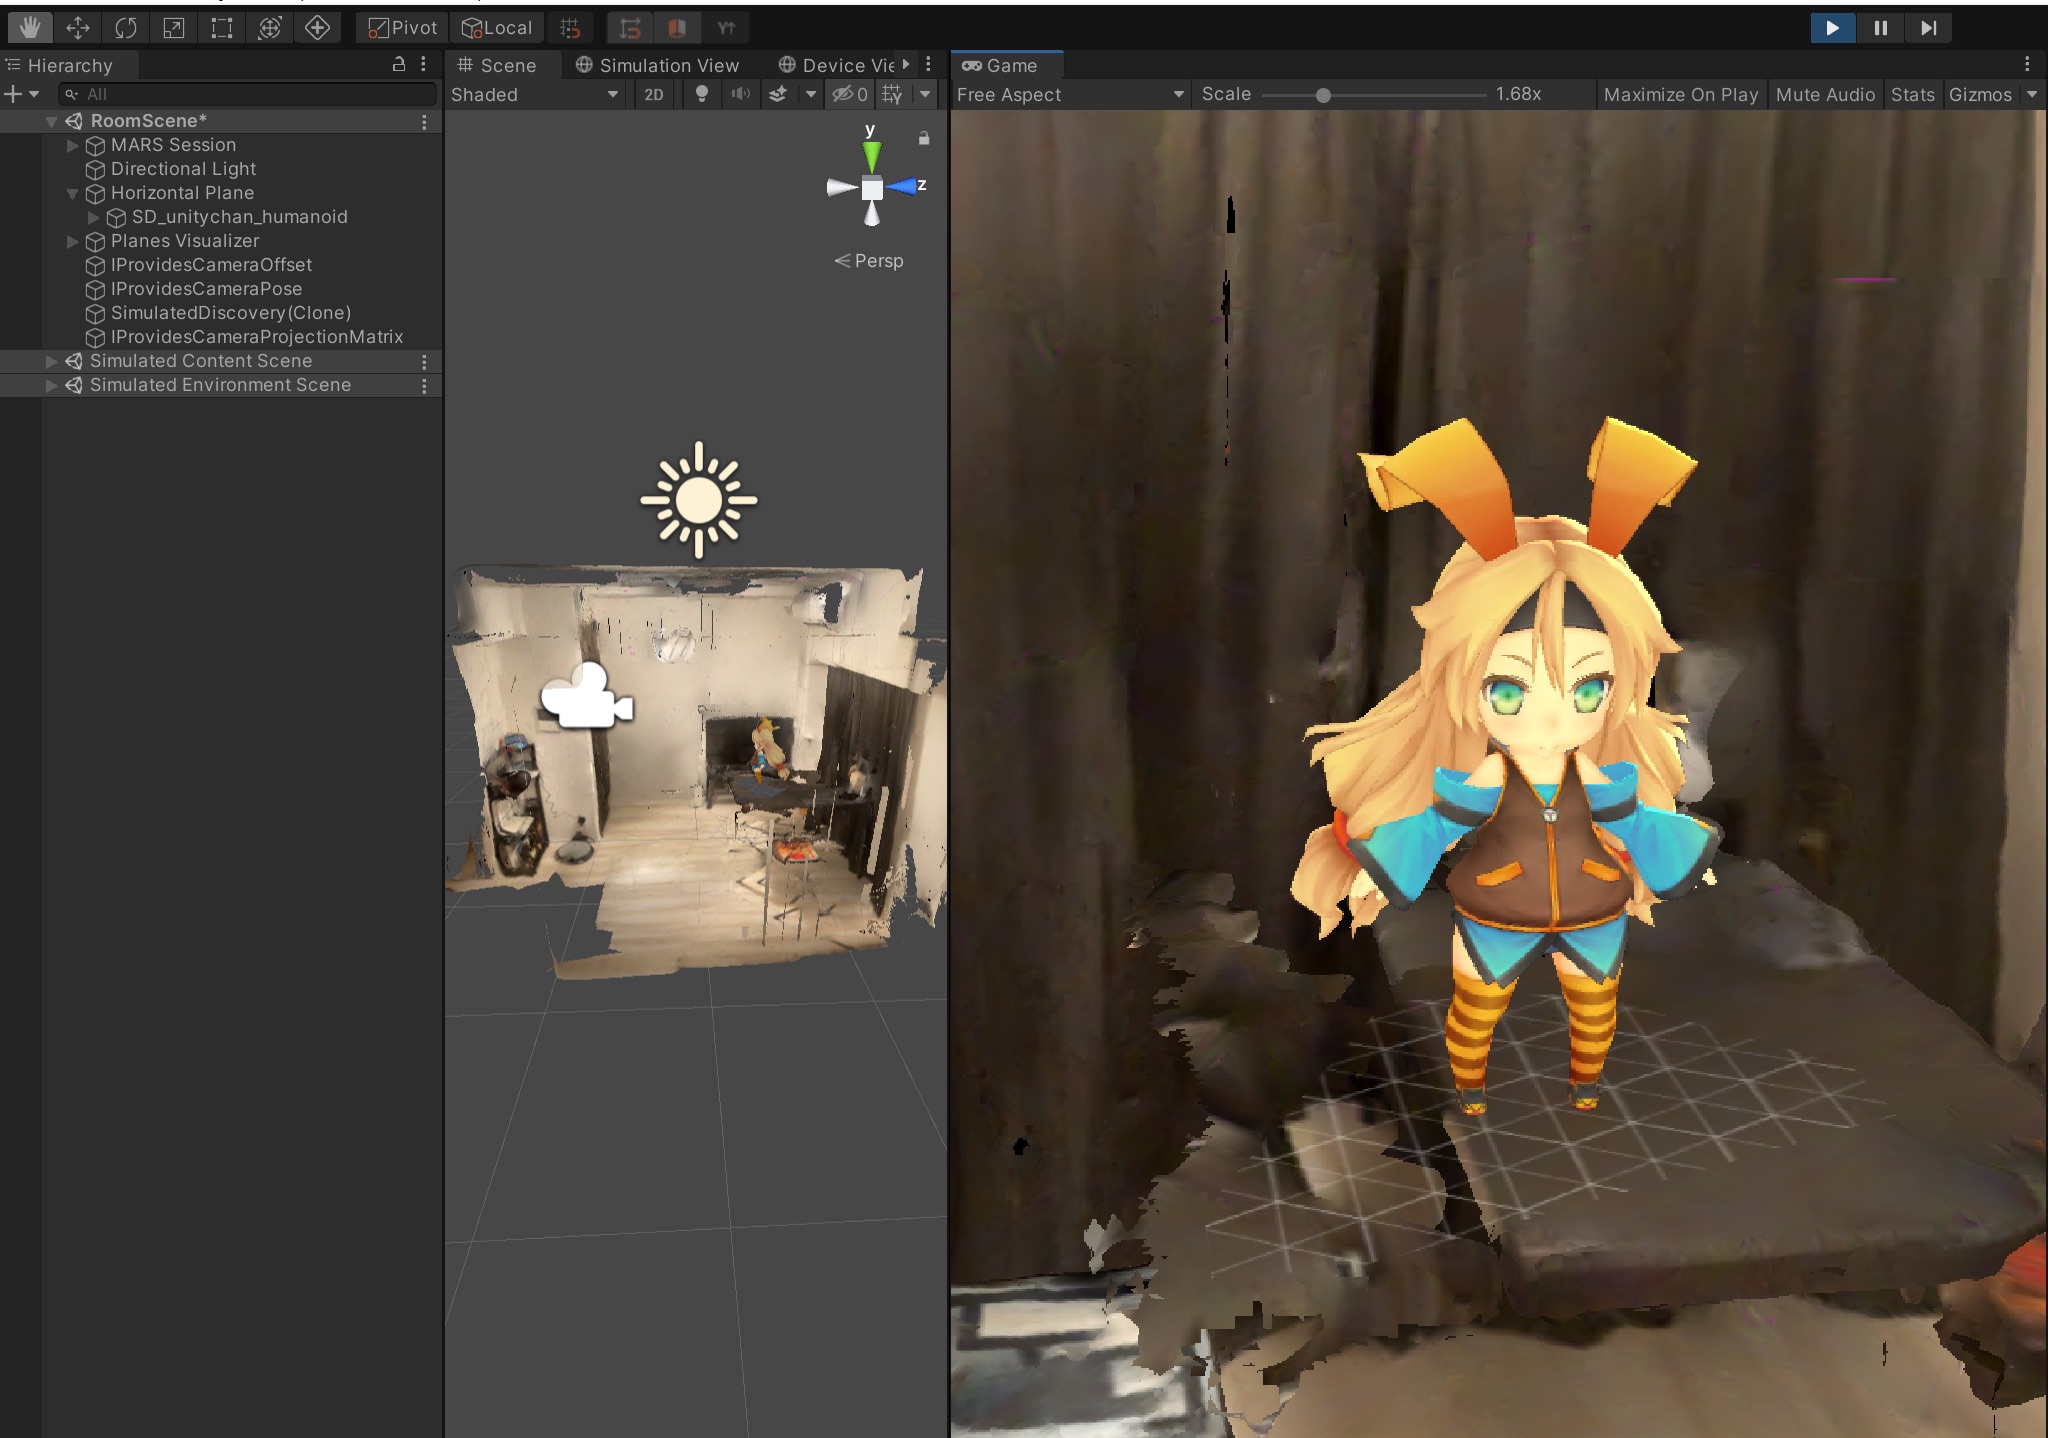 Pivot Local
Hierarchy
All
RoomScene*
MARS Session
Directional Light
Horizontal Plane
SD_unitychan_humanoid
Planes Visualizer
IProvidesCameraOffset
IProvidesCameraPose
SimulatedDiscovery(Clone)
IProvidesCameraProjectionMatrix
Simulated Content Scene
Simulated Environment Scene
Scene Simulation View Device Vie
Shaded 2D 0
y
z
Persp
Game
Free Aspect Scale 1.68x Maximize On Play Mute Audio Stats Gizmos